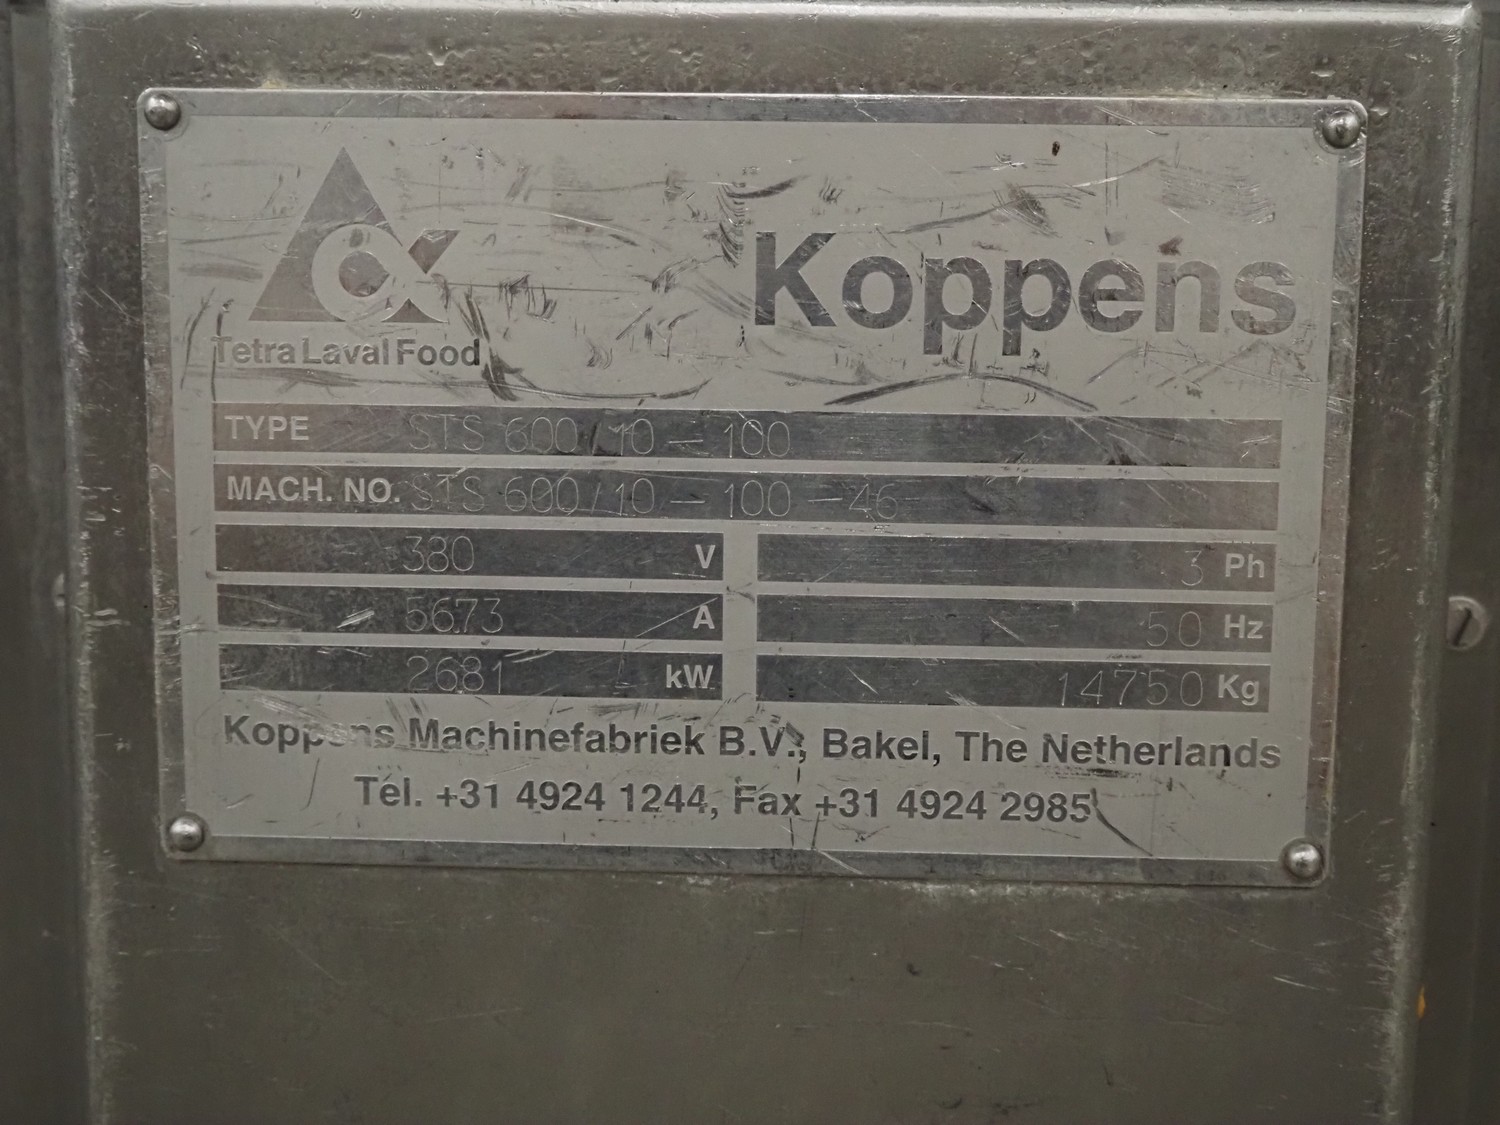 Koppens
Tetra Laval Food
TYPE STS 600/10 – 100
MACH. NO. STS 600/10 – 100 – 46
380 V 3 Ph
56.73 A 50 Hz
26.81 kW 14750 Kg
Koppens Machinefabriek B.V., Bakel, The Netherlands
Tel. +31 4924 1244, Fax +31 4924 2985